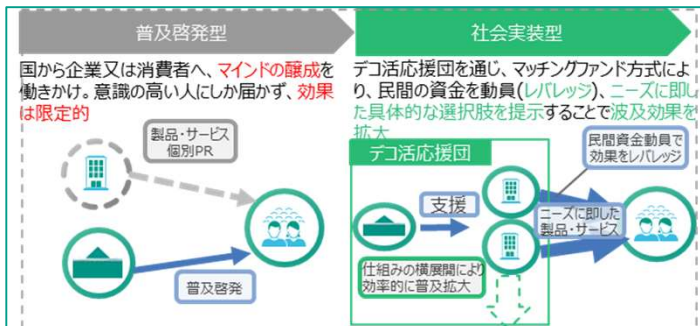 普及啓発型
国から企業又は消費者へ、マインドの醸成を
働きかけ。意識の高い人にしか届かず、効果
は限定的
製品・サービス
個別PR
普及啓発
社会実装型
デコ活応援団を通じ、マッチングファンド方式によ
り、民間の資金を動員(レバレッジ)、ニーズに即し
た具体的な選択肢を提示することで波及効果を
拡大
デコ活応援団
民間資金動員で
効果をレバレッジ
支援
ニーズに即した
製品・サービス
仕組みの横展開により
効率的に普及拡大